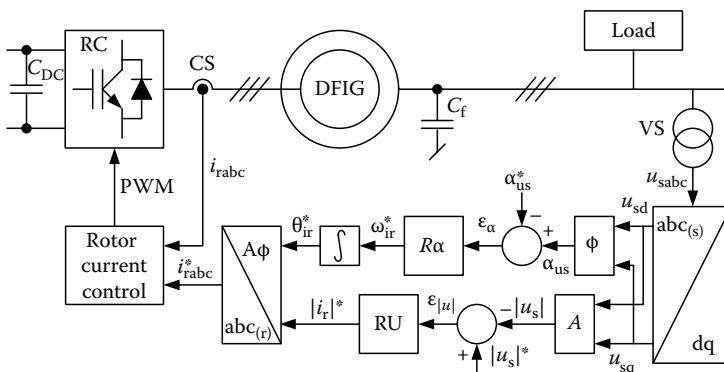 RC
CS
C_DC
DFIG
Load
C_f
VS
i_rabc
u_sabc
PWM
α*_us
u_sd
θ*_ir
ω*_ir
ε_α
−
+
abc_(s)
Rotor
current
control
i*_rabc
Aϕ
∫
Rα
α_us
ϕ
|i_r|*
ε_|u|
−|u_s|
abc_(r)
RU
A
+
|u_s|*
u_sq
dq